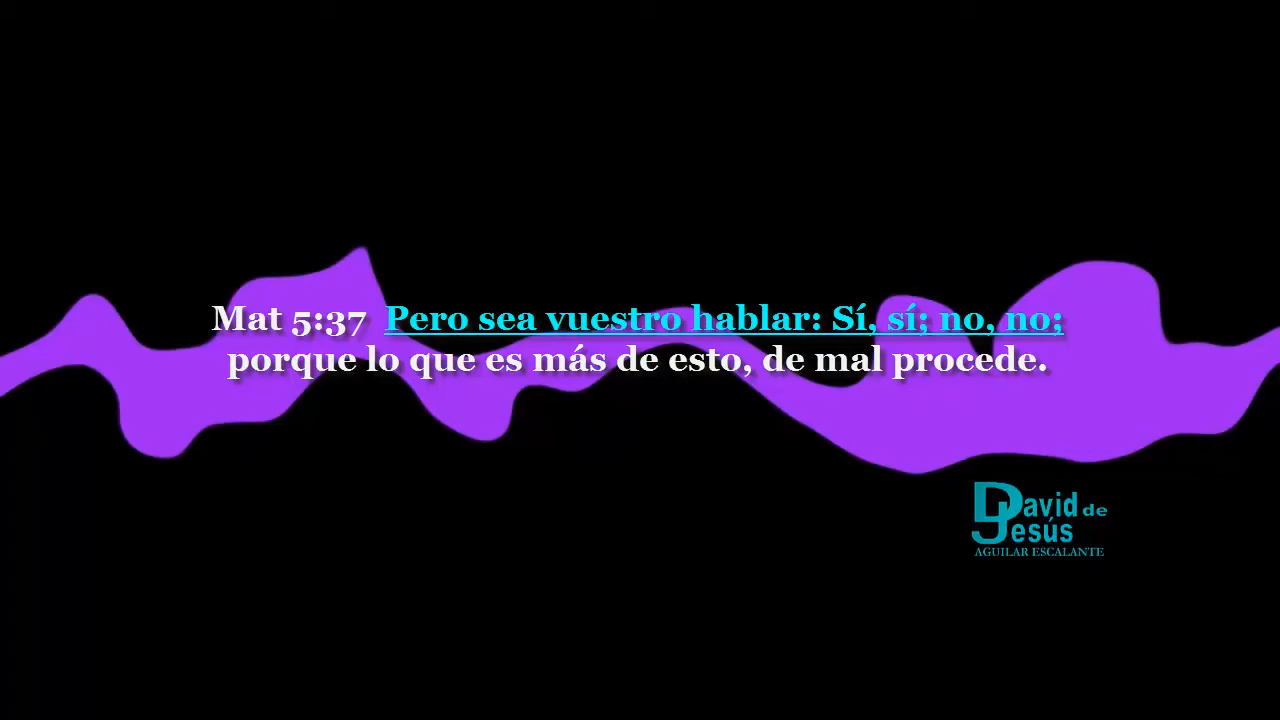 Mat 5:37 Pero sea vuestro hablar: Sí, sí; no, no;
porque lo que es más de esto, de mal procede.
David de
Jesús
AGUILAR ESCALANTE